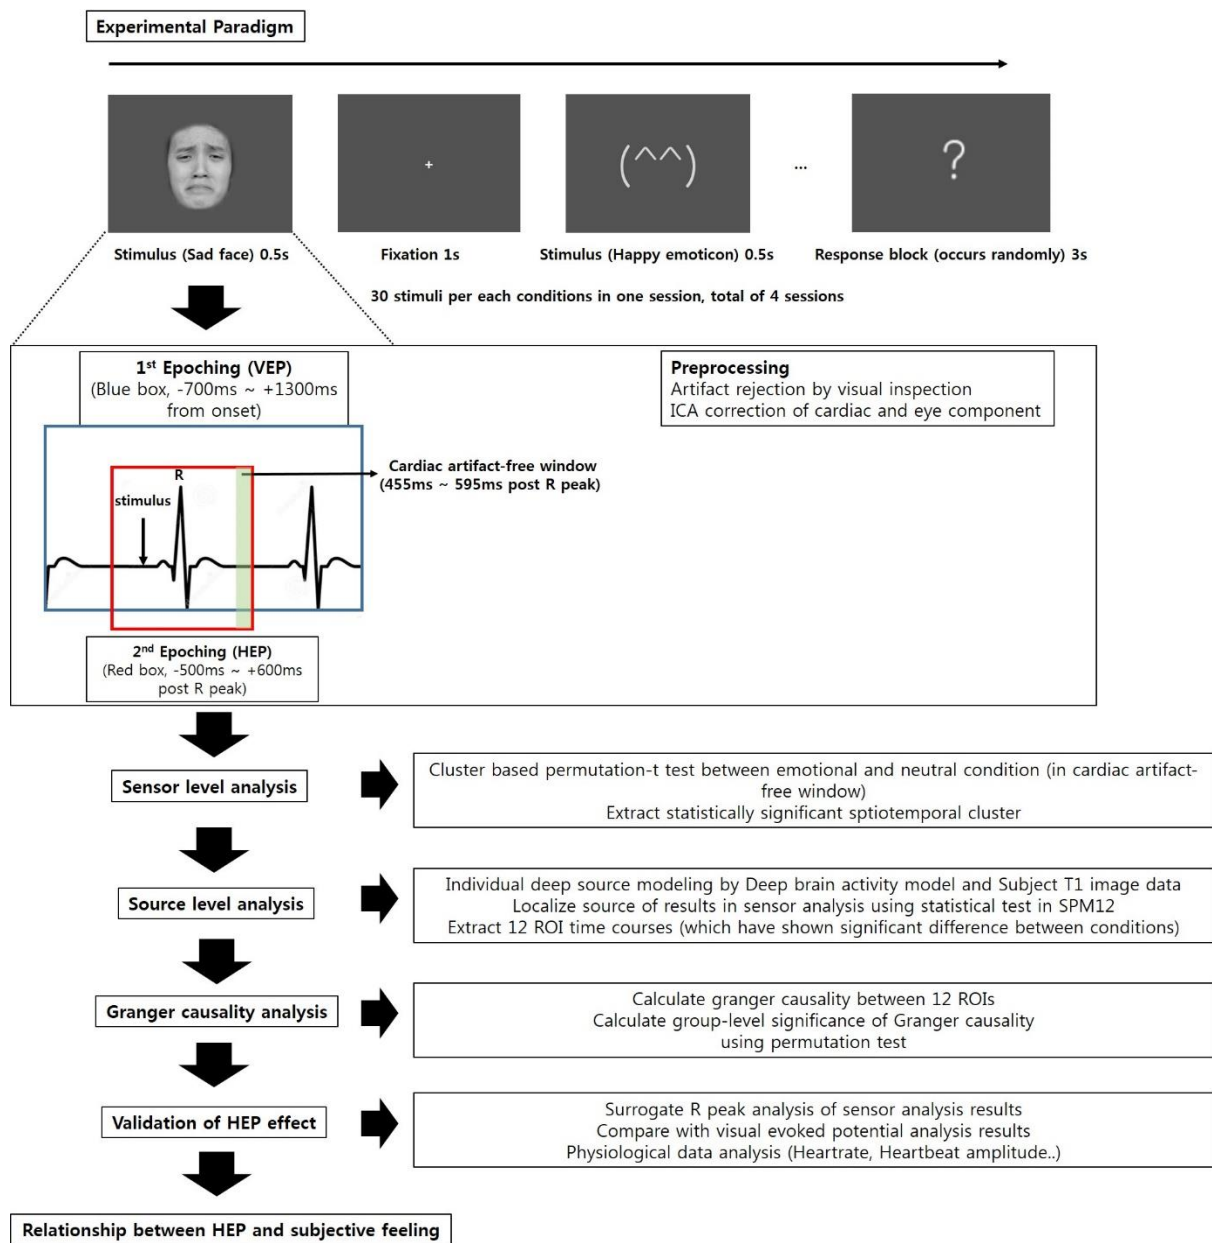 Experimental Paradigm
+
(^^)
...
?
Stimulus (Sad face) 0.5s
Fixation 1s
Stimulus (Happy emoticon) 0.5s
Response block (occurs randomly) 3s
30 stimuli per each conditions in one session, total of 4 sessions
1st Epoching (VEP)
(Blue box, -700ms ~ +1300ms
from onset)
Preprocessing
Artifact rejection by visual inspection
ICA correction of cardiac and eye component
R
stimulus
Cardiac artifact-free window
(455ms ~ 595ms post R peak)
2nd Epoching (HEP)
(Red box, -500ms ~ +600ms
post R peak)
Sensor level analysis
Cluster based permutation-t test between emotional and neutral condition (in cardiac artifact-
free window)
Extract statistically significant sptiotemporal cluster
Source level analysis
Individual deep source modeling by Deep brain activity model and Subject T1 image data
Localize source of results in sensor analysis using statistical test in SPM12
Extract 12 ROI time courses (which have shown significant difference between conditions)
Granger causality analysis
Calculate granger causality between 12 ROIs
Calculate group-level significance of Granger causality
using permutation test
Validation of HEP effect
Surrogate R peak analysis of sensor analysis results
Compare with visual evoked potential analysis results
Physiological data analysis (Heartrate, Heartbeat amplitude..)
Relationship between HEP and subjective feeling